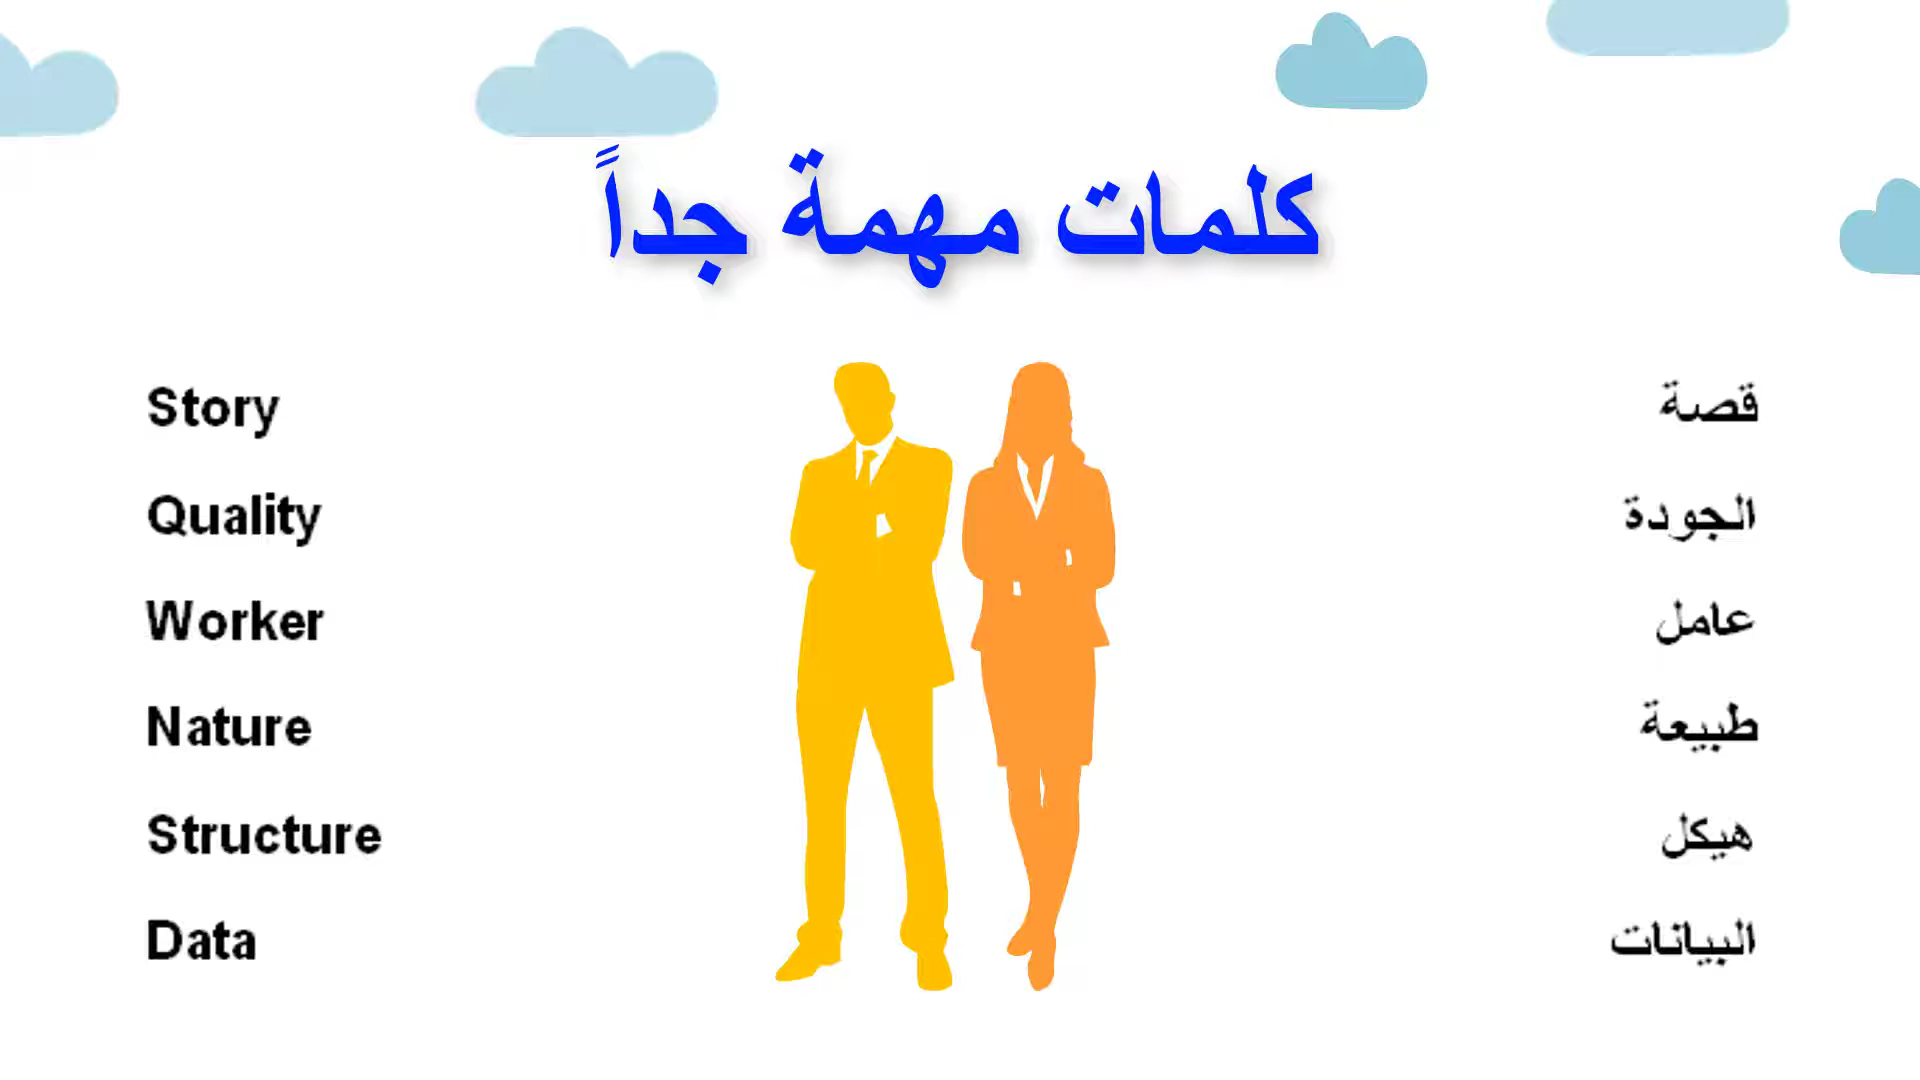 كلمات مهمة جداً
Story قصة
Quality الجودة
Worker عامل
Nature طبيعة
Structure هيكل
Data البيانات